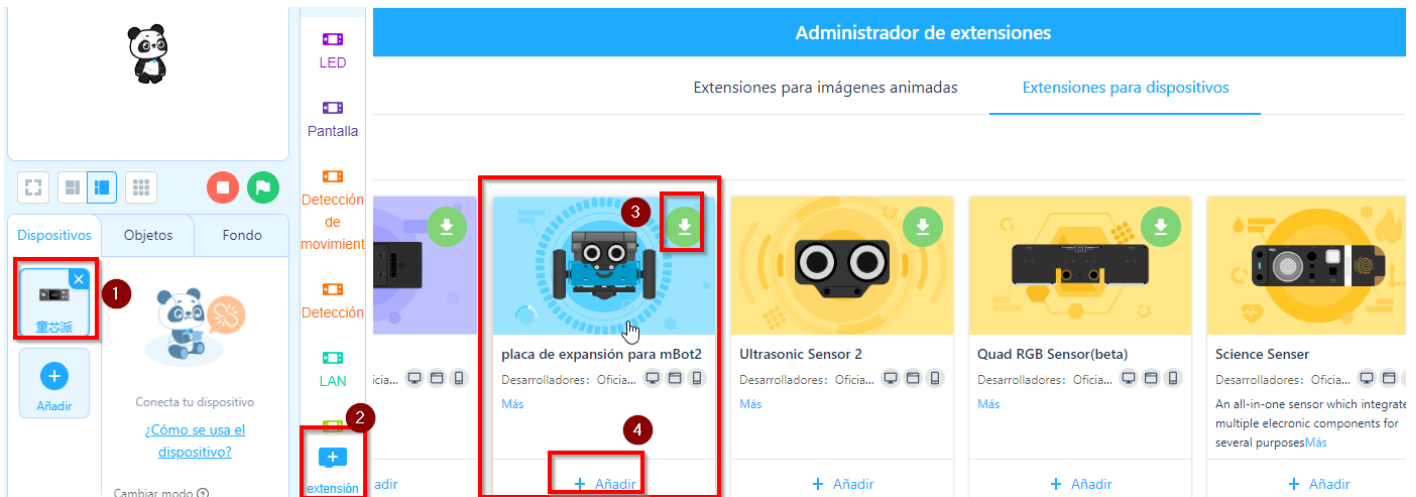 LED
Pantalla
Detección
de
movimient
Detección
LAN
extensión
Dispositivos
Objetos
Fondo
1
童芯派
Añadir
Conecta tu dispositivo
¿Cómo se usa el
dispositivo?
Cambiar modo
2
Administrador de extensiones
Extensiones para imágenes animadas
Extensiones para dispositivos
icia...
adir
3
placa de expansión para mBot2
Desarrolladores: Oficia...
Más
4
+ Añadir
Ultrasonic Sensor 2
Desarrolladores: Oficia...
Más
+ Añadir
Quad RGB Sensor(beta)
Desarrolladores: Oficia...
Más
+ Añadir
Science Senser
Desarrolladores: Oficia...
An all-in-one sensor which integrate
multiple elecronic components for
several purposesMás
+ Añadir